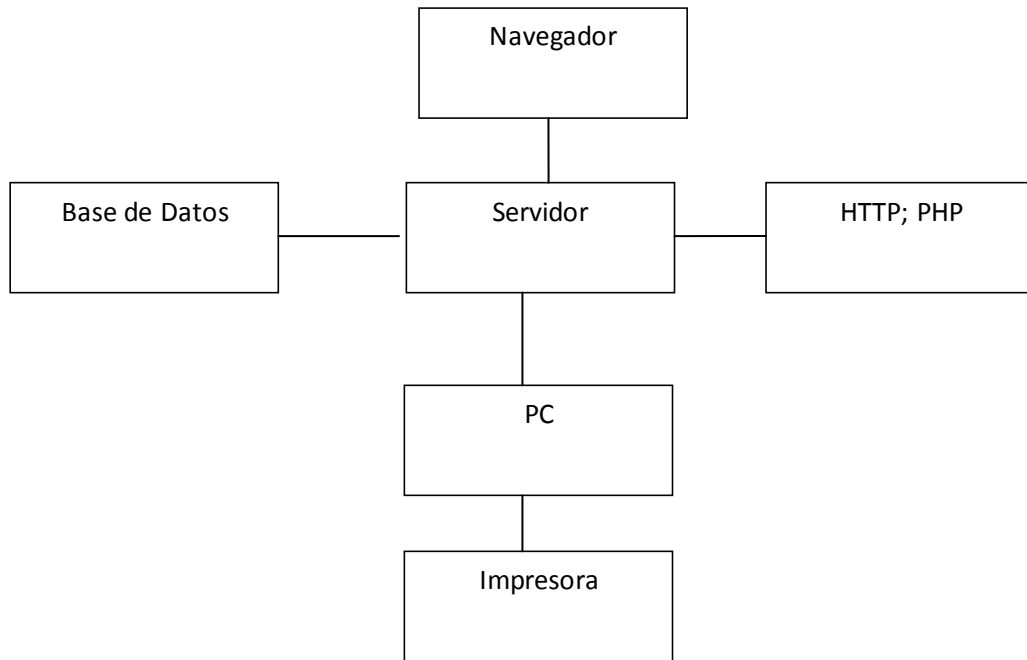 Navegador
Base de Datos
Servidor
HTTP; PHP
PC
Impresora